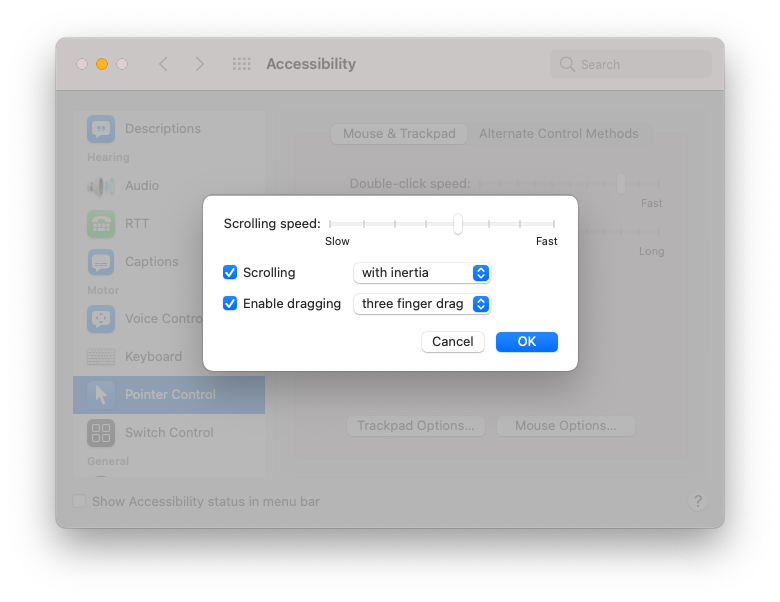 Accessibility
Search
Descriptions
Hearing
Audio
RTT
Captions
Motor
Voice Contro
Keyboard
Pointer Control
Switch Control
General
Mouse & Trackpad
Alternate Control Methods
Double-click speed:
Fast
Long
Scrolling speed:
Slow Fast
Scrolling with inertia
Enable dragging three finger drag
Cancel OK
Trackpad Options... Mouse Options...
Show Accessibility status in menu bar ?